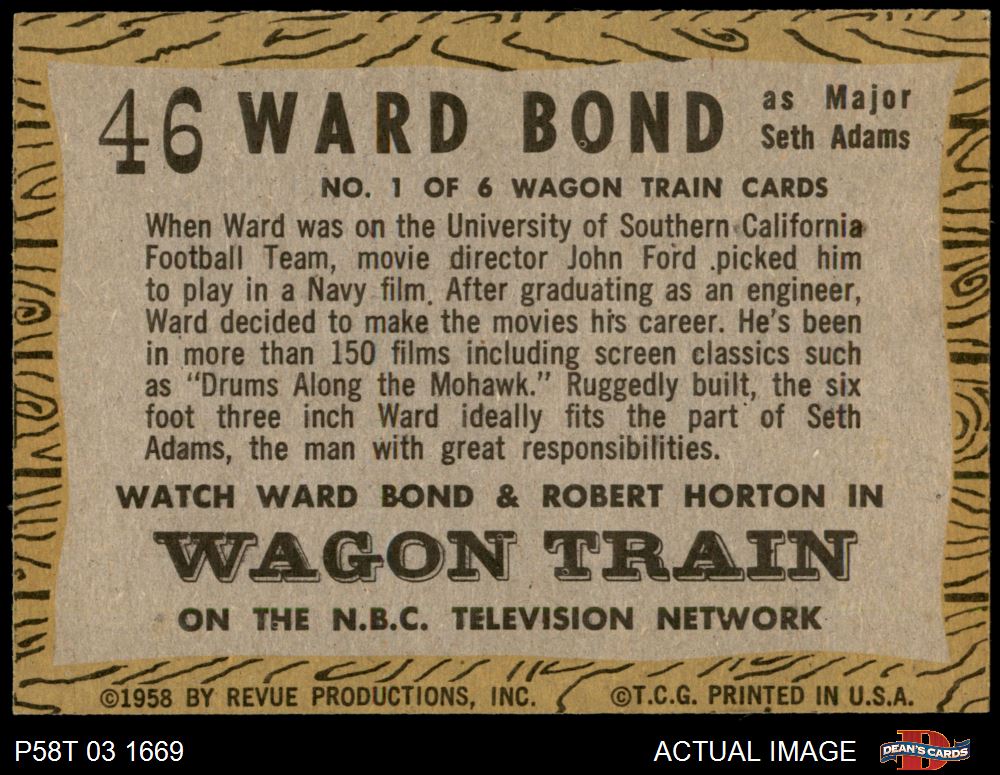 46 WARD BOND as Major
Seth Adams
NO. 1 OF 6 WAGON TRAIN CARDS
When Ward was on the University of Southern California
Football Team, movie director John Ford .picked him
to play in a Navy film. After graduating as an engineer,
Ward decided to make the movies his career. He's been
in more than 150 films including screen classics such
as "Drums Along the Mohawk." Ruggedly built, the six
foot three inch Ward ideally fits the part of Seth
Adams, the man with great responsibilities.
WATCH WARD BOND & ROBERT HORTON IN
WAGON TRAIN
ON THE N.B.C. TELEVISION NETWORK
©1958 BY REVUE PRODUCTIONS, INC. ©T.C.G. PRINTED IN U.S.A.
P58T 03 1669 ACTUAL IMAGE DEAN'S CARDS